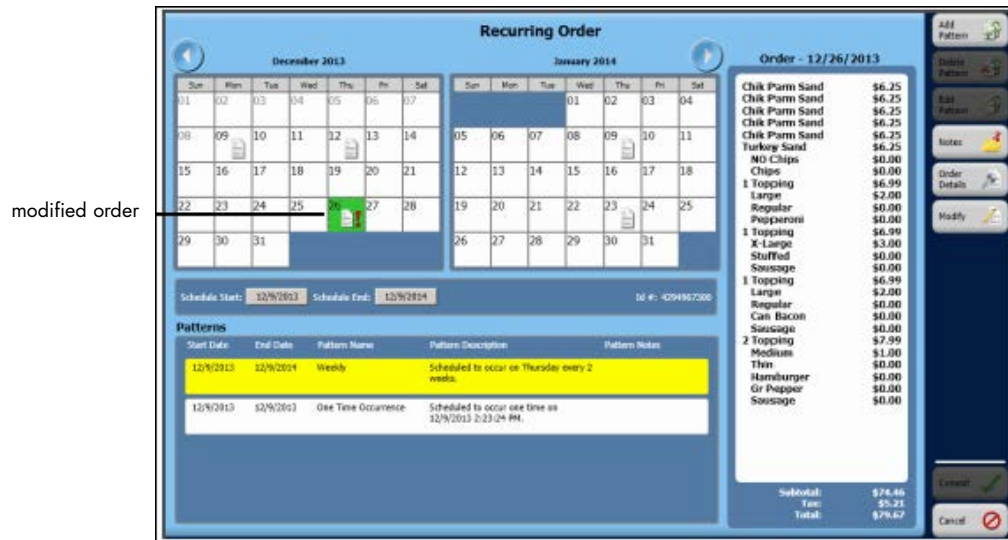 Recurring Order
December 2013
January 2014
Sun Mon Tue Wed Thu Fri Sat
01 02 03 04 05 06 07
08 09 10 11 12 13 14
15 16 17 18 19 20 21
22 23 24 25 26 27 28
29 30 31
Sun Mon Tue Wed Thu Fri Sat
01 02 03 04
05 06 07 08 09 10 11
12 13 14 15 16 17 18
19 20 21 22 23 24 25
26 27 28 29 30 31
modified order
Schedule Start: 12/9/2013 Schedule End: 12/9/2014 Id #: 4294967300
Patterns
Start Date End Date Pattern Name Pattern Description Pattern Notes
12/9/2013 12/9/2014 Weekly Scheduled to occur on Thursday every 2
weeks.
12/9/2013 12/9/2013 One Time Occurrence Scheduled to occur one time on
12/9/2013 2:23:24 PM.
Order - 12/26/2013
Chik Parm Sand $6.25
Chik Parm Sand $6.25
Chik Parm Sand $6.25
Chik Parm Sand $6.25
Chik Parm Sand $6.25
Turkey Sand $6.25
NO Chips $0.00
Chips $0.00
1 Topping $6.99
Large $2.00
Regular $0.00
Pepperoni $0.00
1 Topping $6.99
X-Large $3.00
Stuffed $0.00
Sausage $0.00
1 Topping $6.99
Large $2.00
Regular $0.00
Can Bacon $0.00
Sausage $0.00
2 Topping $7.99
Medium $1.00
Thin $0.00
Hamburger $0.00
Gr Pepper $0.00
Sausage $0.00
Subtotal: $74.46
Tax: $5.21
Total: $79.67
Add
Pattern
Delete
Pattern
Edit
Pattern
Notes
Order
Details
Modify
Commit
Cancel